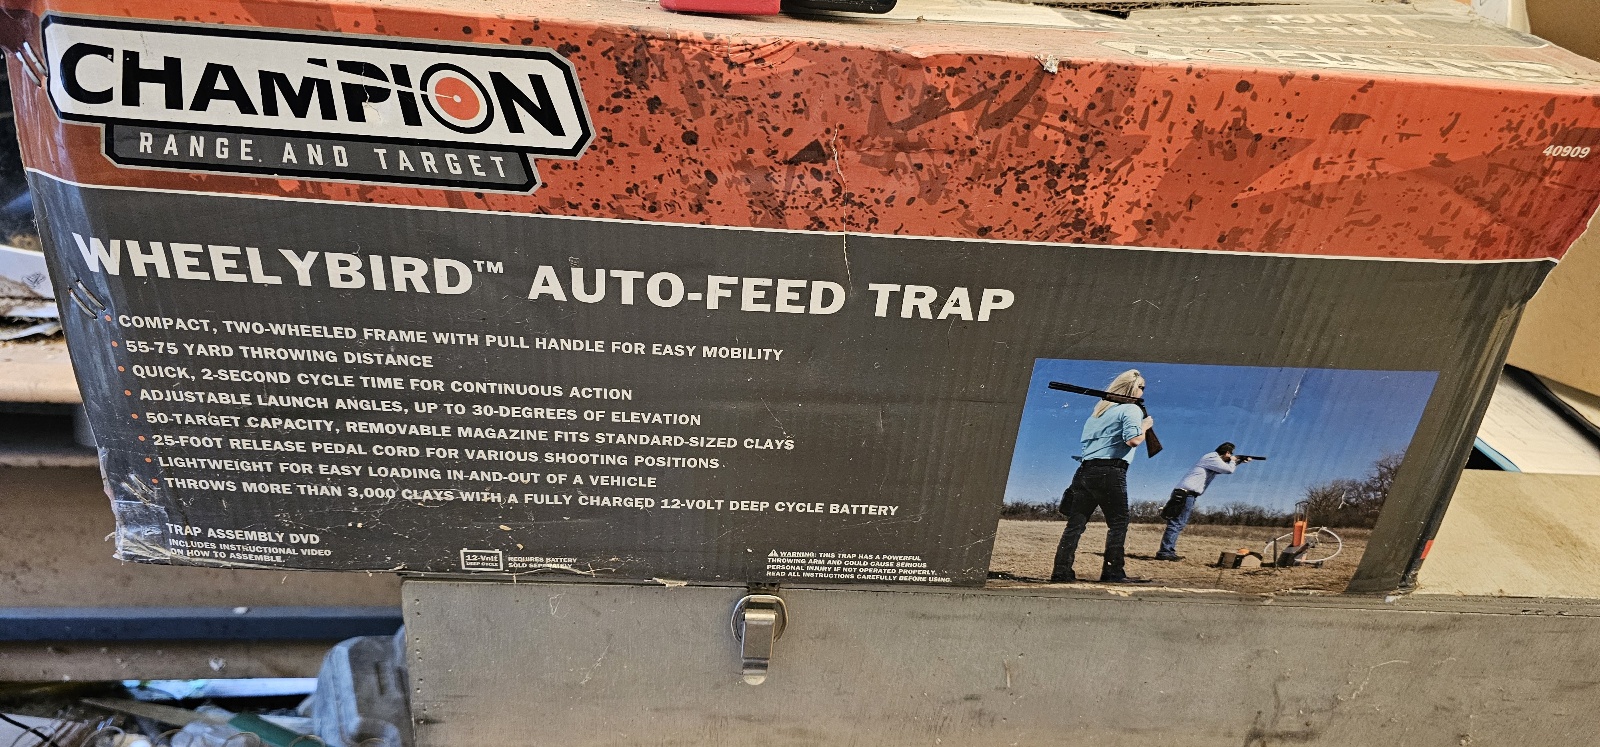 CHAMPION
RANGE AND TARGET
40909
WHEELYBIRD™ AUTO-FEED TRAP
• COMPACT, TWO-WHEELED FRAME WITH PULL HANDLE FOR EASY MOBILITY
• 55-75 YARD THROWING DISTANCE
• QUICK, 2-SECOND CYCLE TIME FOR CONTINUOUS ACTION
• ADJUSTABLE LAUNCH ANGLES, UP TO 30-DEGREES OF ELEVATION
• 50-TARGET CAPACITY, REMOVABLE MAGAZINE FITS STANDARD-SIZED CLAYS
• 25-FOOT RELEASE PEDAL CORD FOR VARIOUS SHOOTING POSITIONS
• LIGHTWEIGHT FOR EASY LOADING IN-AND-OUT OF A VEHICLE
• THROWS MORE THAN 3,000 CLAYS WITH A FULLY CHARGED 12-VOLT DEEP CYCLE BATTERY
TRAP ASSEMBLY DVD
INCLUDES INSTRUCTIONAL VIDEO
ON HOW TO ASSEMBLE.
12-Volt
DEEP CYCLE
REQUIRES BATTERY
SOLD SEPARATELY
WARNING: THIS TRAP HAS A POWERFUL
THROWING ARM AND COULD CAUSE SERIOUS
PERSONAL INJURY IF NOT OPERATED PROPERLY.
READ ALL INSTRUCTIONS CAREFULLY BEFORE USING.